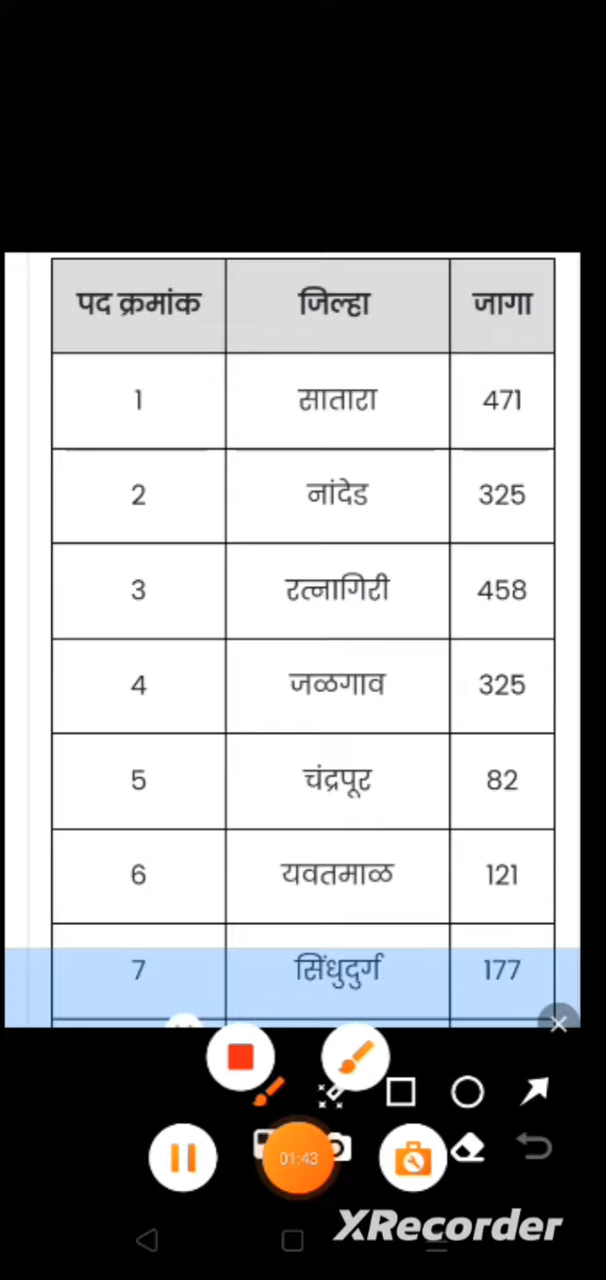 पद क्रमांक जिल्हा जागा
1 सातारा 471
2 नांदेड 325
3 रत्नागिरी 458
4 जळगाव 325
5 चंद्रपूर 82
6 यवतमाळ 121
7 सिंधुदुर्ग 177
01:43
XRecorder